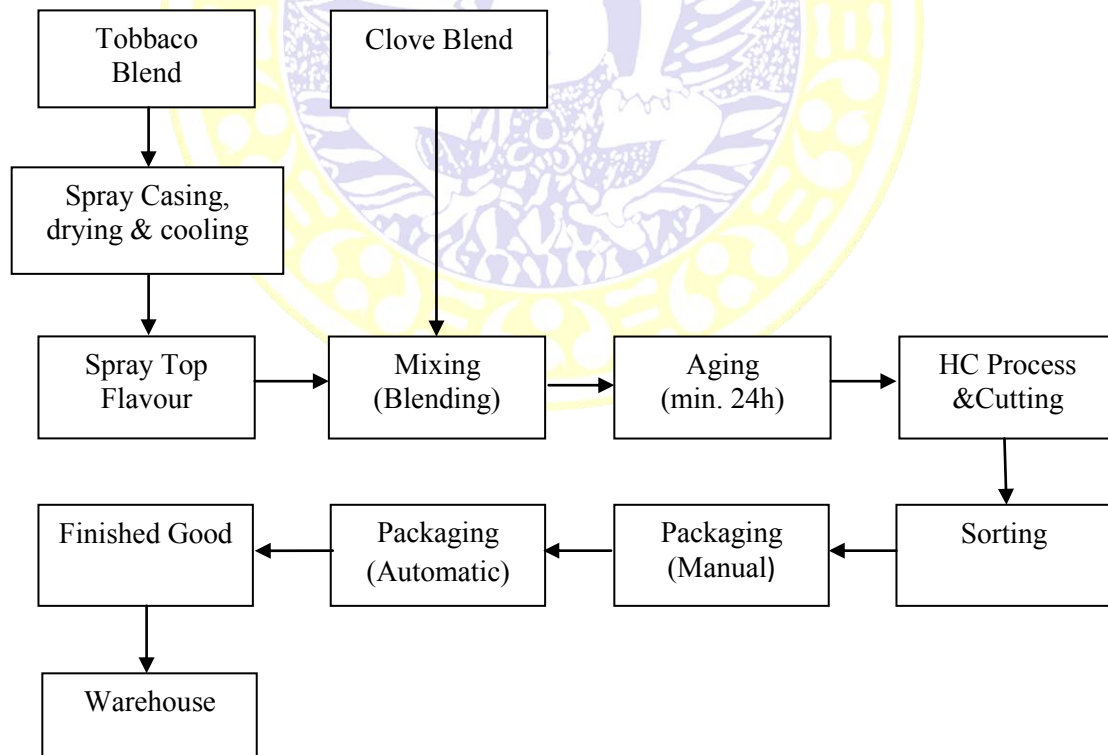 Tobbaco
Blend
Clove Blend
Spray Casing,
drying & cooling
Spray Top
Flavour
Mixing
(Blending)
Aging
(min. 24h)
HC Process
&Cutting
Sorting
Packaging
(Manual)
Packaging
(Automatic)
Finished Good
Warehouse